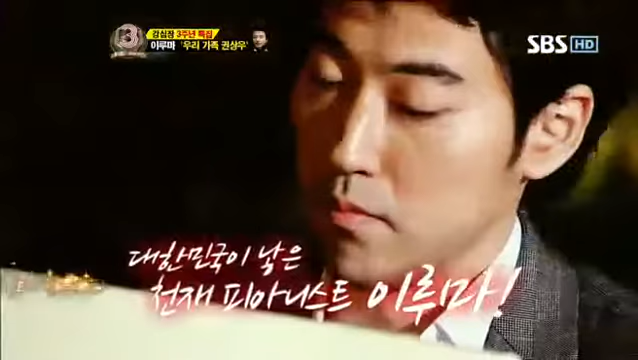 3
강심장 3주년 특집
이루마 '우리 가족 권상우'
SBS HD
대한민국이 낳은
천재 피아니스트 이루마!